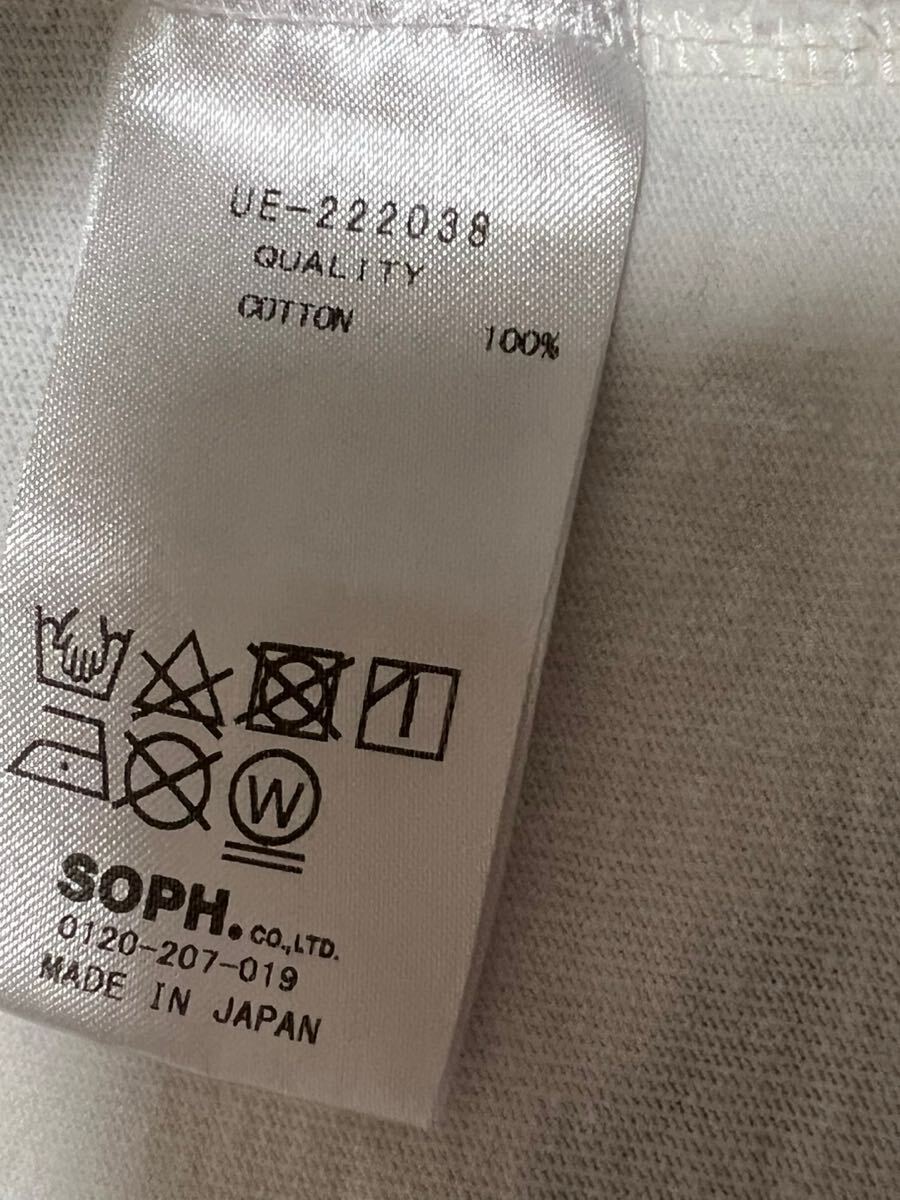 UE-222038
QUALITY
COTTON 100%
W
SOPH. CO.,LTD.
0120-207-019
MADE IN JAPAN